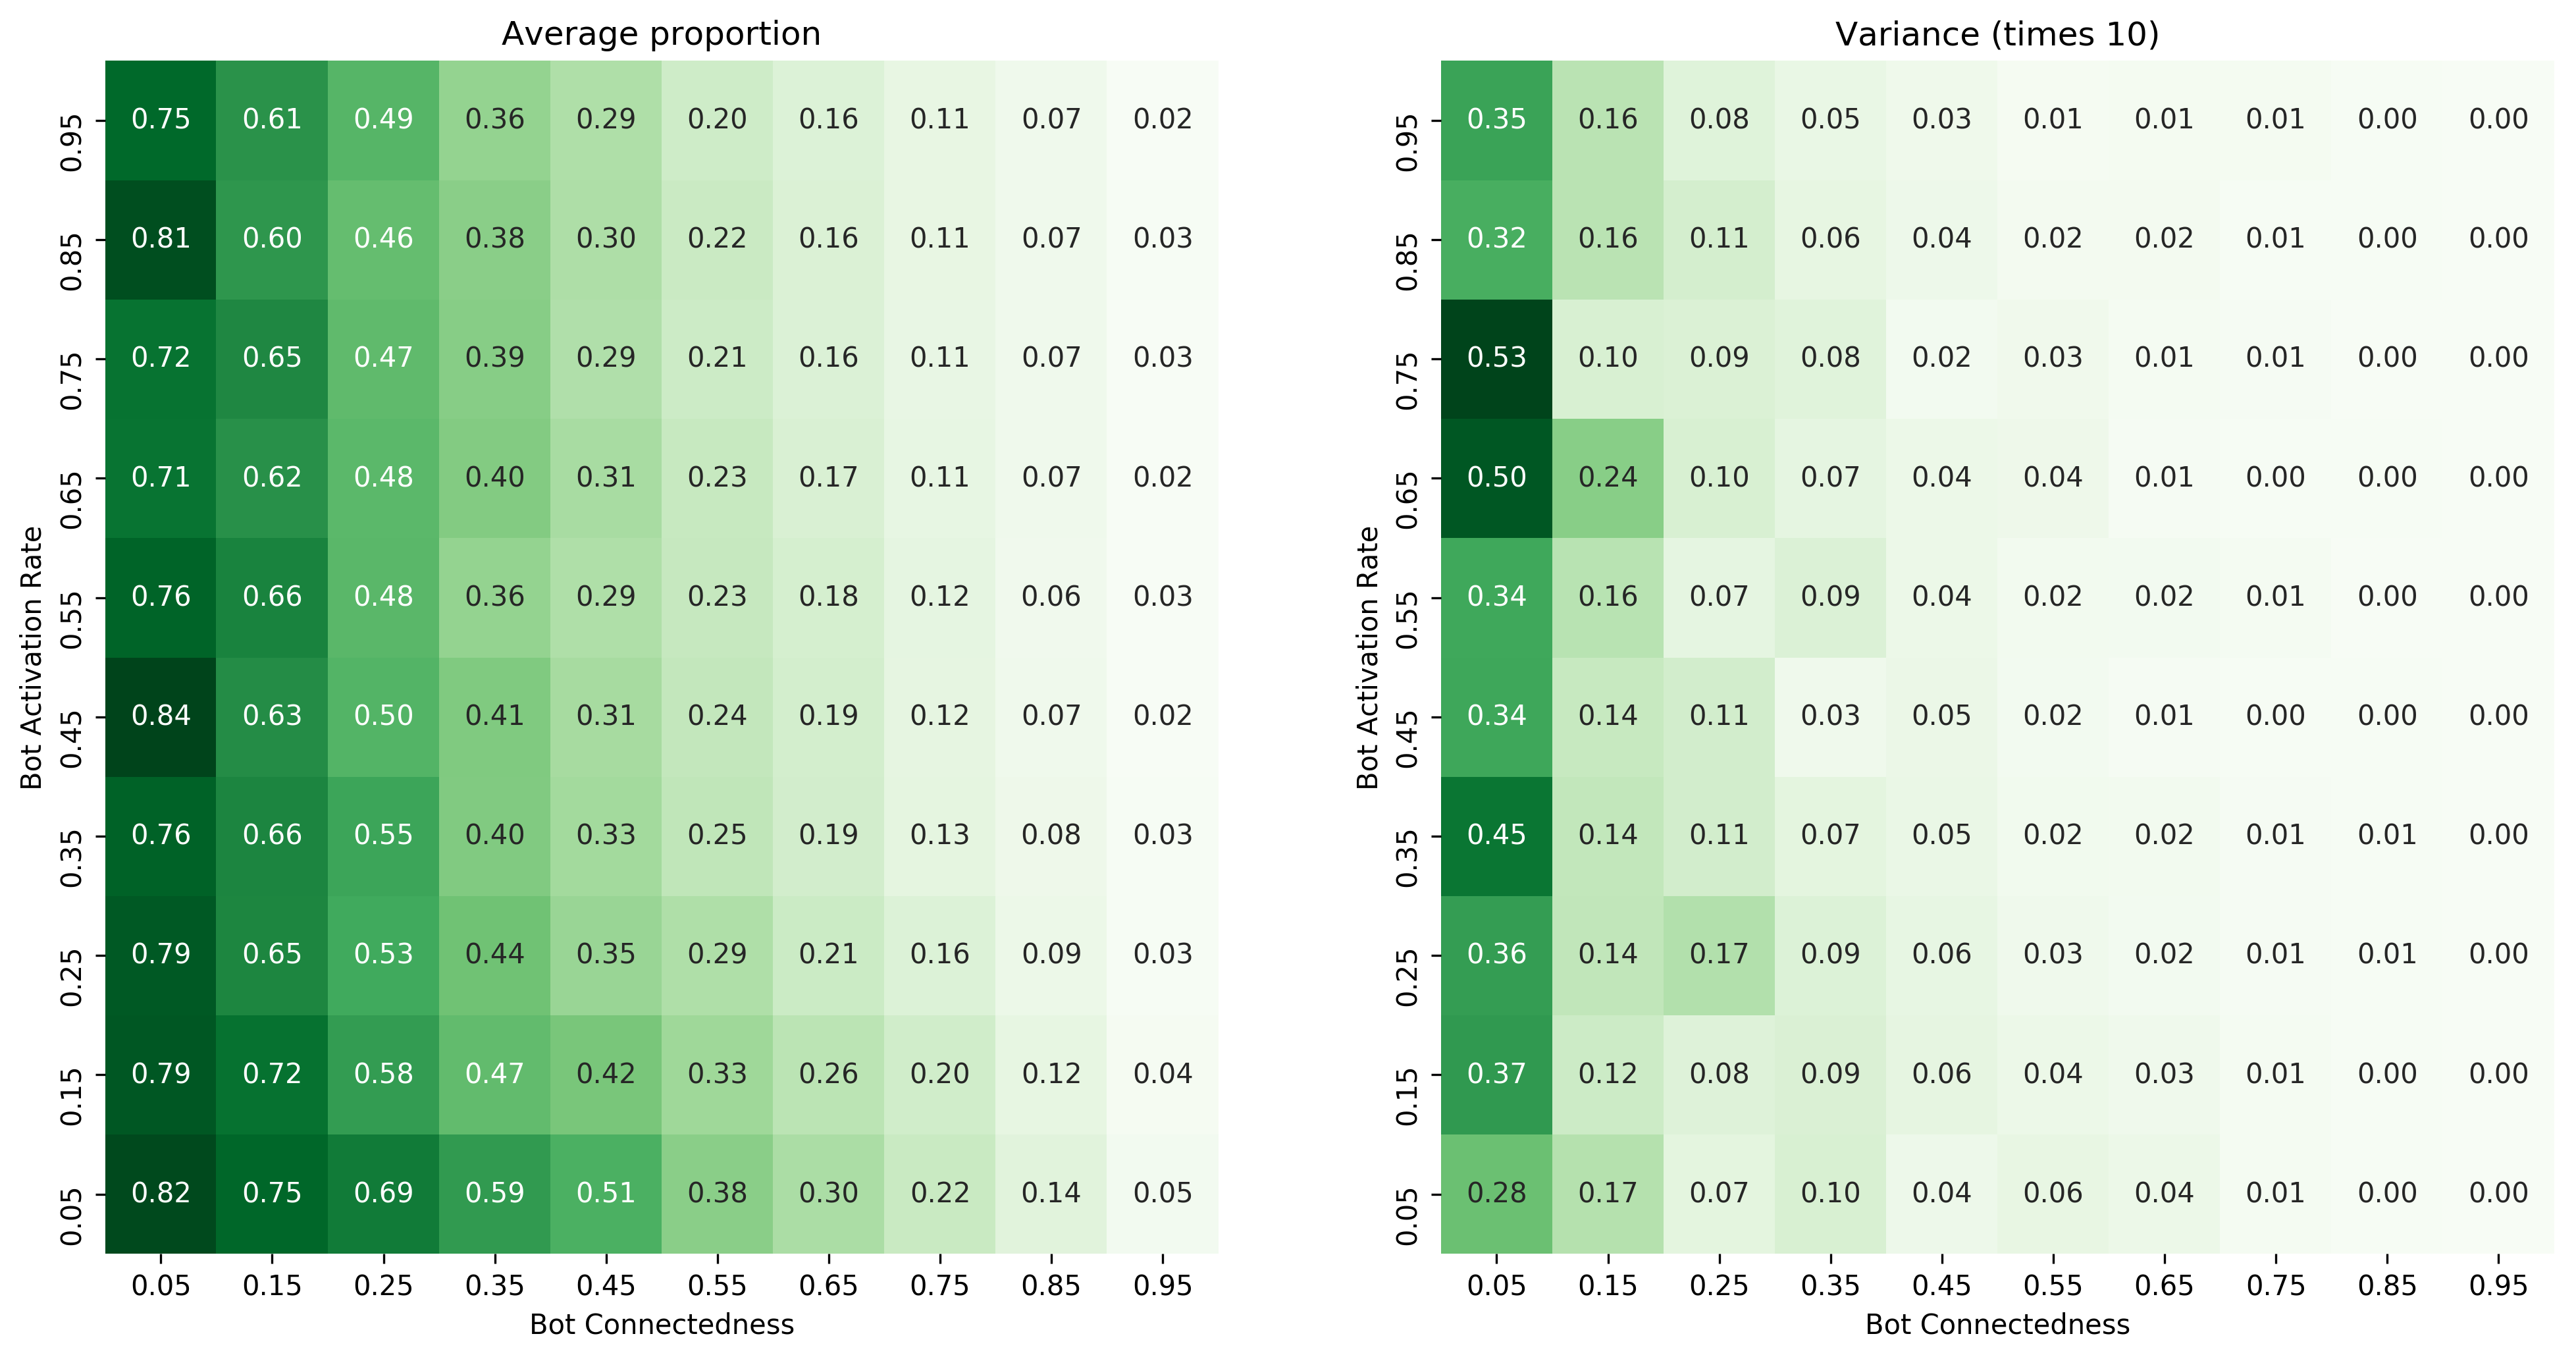 Average proportion
0.95 0.75 0.61 0.49 0.36 0.29 0.20 0.16 0.11 0.07 0.02
0.85 0.81 0.60 0.46 0.38 0.30 0.22 0.16 0.11 0.07 0.03
0.75 0.72 0.65 0.47 0.39 0.29 0.21 0.16 0.11 0.07 0.03
0.65 0.71 0.62 0.48 0.40 0.31 0.23 0.17 0.11 0.07 0.02
0.55 0.76 0.66 0.48 0.36 0.29 0.23 0.18 0.12 0.06 0.03
0.45 0.84 0.63 0.50 0.41 0.31 0.24 0.19 0.12 0.07 0.02
0.35 0.76 0.66 0.55 0.40 0.33 0.25 0.19 0.13 0.08 0.03
0.25 0.79 0.65 0.53 0.44 0.35 0.29 0.21 0.16 0.09 0.03
0.15 0.79 0.72 0.58 0.47 0.42 0.33 0.26 0.20 0.12 0.04
0.05 0.82 0.75 0.69 0.59 0.51 0.38 0.30 0.22 0.14 0.05
Bot Activation Rate
0.05 0.15 0.25 0.35 0.45 0.55 0.65 0.75 0.85 0.95
Bot Connectedness
Variance (times 10)
0.95 0.35 0.16 0.08 0.05 0.03 0.01 0.01 0.01 0.00 0.00
0.85 0.32 0.16 0.11 0.06 0.04 0.02 0.02 0.01 0.00 0.00
0.75 0.53 0.10 0.09 0.08 0.02 0.03 0.01 0.01 0.00 0.00
0.65 0.50 0.24 0.10 0.07 0.04 0.04 0.01 0.00 0.00 0.00
0.55 0.34 0.16 0.07 0.09 0.04 0.02 0.02 0.01 0.00 0.00
0.45 0.34 0.14 0.11 0.03 0.05 0.02 0.01 0.00 0.00 0.00
0.35 0.45 0.14 0.11 0.07 0.05 0.02 0.02 0.01 0.01 0.00
0.25 0.36 0.14 0.17 0.09 0.06 0.03 0.02 0.01 0.01 0.00
0.15 0.37 0.12 0.08 0.09 0.06 0.04 0.03 0.01 0.00 0.00
0.05 0.28 0.17 0.07 0.10 0.04 0.06 0.04 0.01 0.00 0.00
Bot Activation Rate
0.05 0.15 0.25 0.35 0.45 0.55 0.65 0.75 0.85 0.95
Bot Connectedness